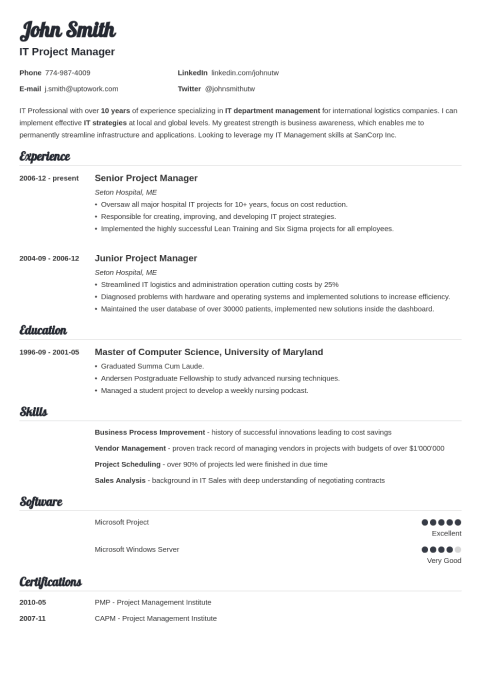 John Smith
IT Project Manager
Phone 774-987-4009 LinkedIn linkedin.com/johnutw
E-mail j.smith@uptowork.com Twitter @johnsmithutw
IT Professional with over 10 years of experience specializing in IT department management for international logistics companies. I can
implement effective IT strategies at local and global levels. My greatest strength is business awareness, which enables me to
permanently streamline infrastructure and applications. Looking to leverage my IT Management skills at SanCorp Inc.
Experience
2006-12 - present Senior Project Manager
Seton Hospital, ME
• Oversaw all major hospital IT projects for 10+ years, focus on cost reduction.
• Responsible for creating, improving, and developing IT project strategies.
• Implemented the highly successful Lean Training and Six Sigma projects for all employees.
2004-09 - 2006-12 Junior Project Manager
Seton Hospital, ME
• Streamlined IT logistics and administration operation cutting costs by 25%
• Diagnosed problems with hardware and operating systems and implemented solutions to increase efficiency.
• Maintained the user database of over 30000 patients, implemented new solutions inside the dashboard.
Education
1996-09 - 2001-05 Master of Computer Science, University of Maryland
• Graduated Summa Cum Laude.
• Andersen Postgraduate Fellowship to study advanced nursing techniques.
• Managed a student project to develop a weekly nursing podcast.
Skills
Business Process Improvement - history of successful innovations leading to cost savings
Vendor Management - proven track record of managing vendors in projects with budgets of over $1'000'000
Project Scheduling - over 90% of projects led were finished in due time
Sales Analysis - background in IT Sales with deep understanding of negotiating contracts
Software
Microsoft Project
Excellent
Microsoft Windows Server
Very Good
Certifications
2010-05 PMP - Project Management Institute
2007-11 CAPM - Project Management Institute